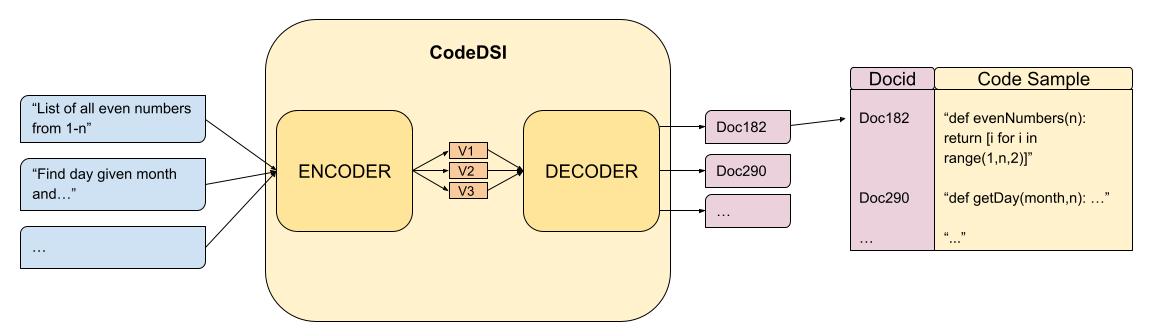 CodeDSI
“List of all even numbers
from 1-n”
“Find day given month
and…”
…
ENCODER
V1
V2
V3
DECODER
Doc182
Doc290
…
Docid
Code Sample
Doc182
“def evenNumbers(n):
return [i for i in
range(1,n,2)]”
Doc290
“def getDay(month,n): …”
…
“...”